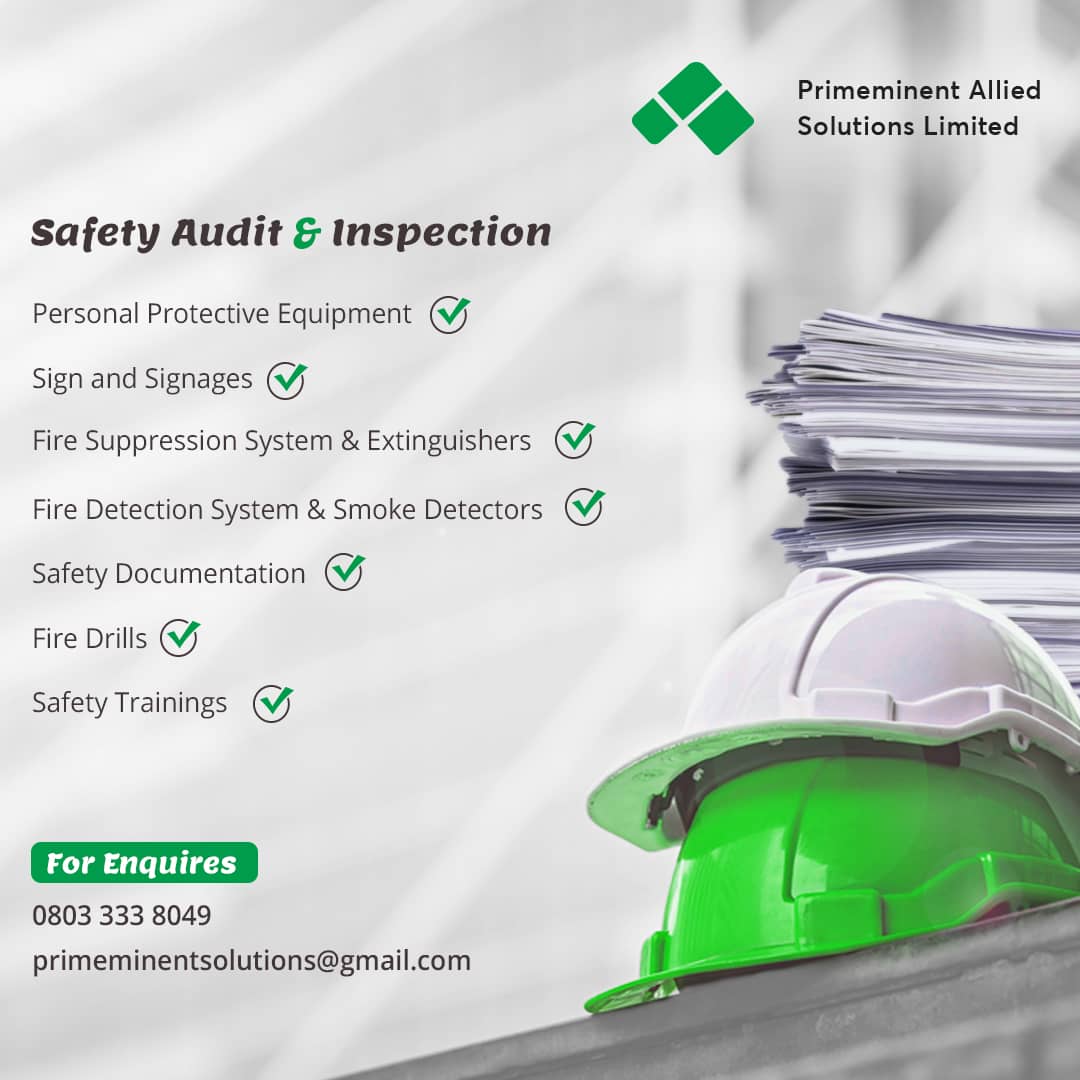 Primeminent Allied
Solutions Limited
Safety Audit & Inspection
Personal Protective Equipment
Sign and Signages
Fire Suppression System & Extinguishers
Fire Detection System & Smoke Detectors
Safety Documentation
Fire Drills
Safety Trainings
For Enquires
0803 333 8049
primeminentsolutions@gmail.com